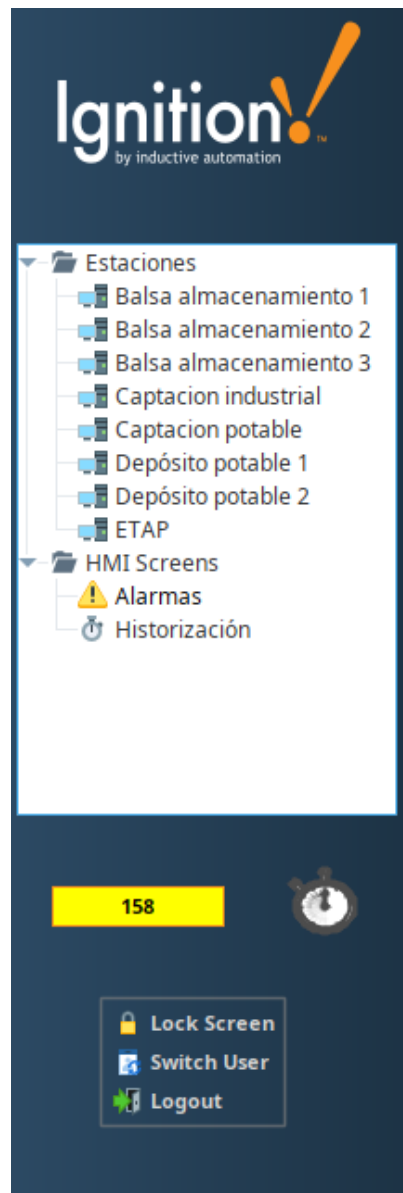 Ignition!™
by inductive automation
Estaciones
Balsa almacenamiento 1
Balsa almacenamiento 2
Balsa almacenamiento 3
Captacion industrial
Captacion potable
Depósito potable 1
Depósito potable 2
ETAP
HMI Screens
Alarmas
Historización
158
Lock Screen
Switch User
Logout